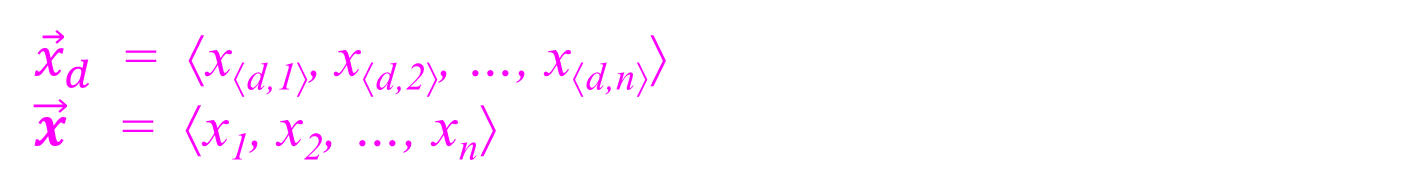 x⃗_d = ⟨x_⟨d,1⟩, x_⟨d,2⟩, ..., x_⟨d,n⟩⟩
x⃗ = ⟨x_1, x_2, ..., x_n⟩